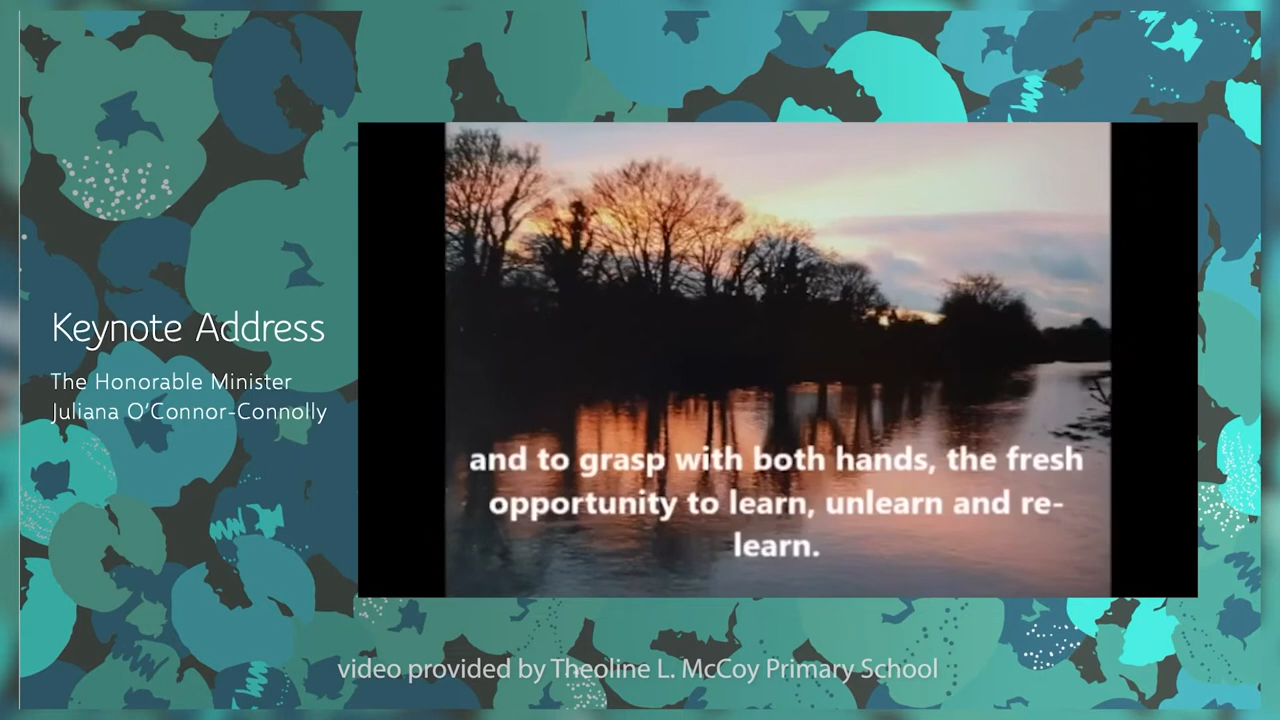 Keynote Address
The Honorable Minister
Juliana O’Connor-Connolly
and to grasp with both hands, the fresh
opportunity to learn, unlearn and re-
learn.
video provided by Theoline L. McCoy Primary School